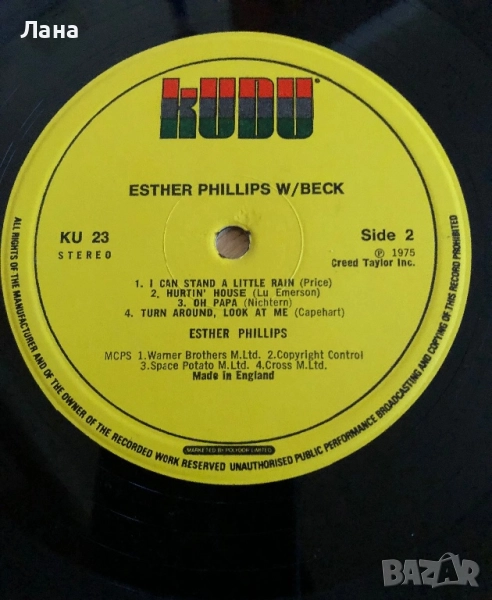 Лана
KUDU
ESTHER PHILLIPS W/BECK
KU 23
STEREO
Side 2
℗ 1975
Creed Taylor Inc.
1. I CAN STAND A LITTLE RAIN (Price)
2. HURTIN' HOUSE (Lu Emerson)
3. OH PAPA (Nichtern)
4. TURN AROUND, LOOK AT ME (Capehart)
ESTHER PHILLIPS
MCPS 1.Warner Brothers M.Ltd. 2.Copyright Control
3.Space Potato M.Ltd. 4.Cross M.Ltd.
Made in England
MARKETED BY POLYDOR LIMITED
ALL RIGHTS OF THE MANUFACTURER AND OF THE OWNER OF THE RECORDED WORK RESERVED UNAUTHORISED PUBLIC PERFORMANCE BROADCASTING AND COPYING OF THIS RECORD PROHIBITED
BAZAR